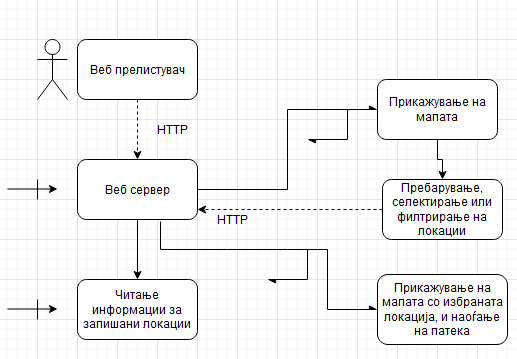 Веб прелистувач
HTTP
Прикажување на
мапата
Веб сервер
Пребарување,
селектирање или
филтрирање на
локации
HTTP
Читање
информации за
запишани локации
Прикажување на
мапата со избраната
локација, и наоѓање
на патека